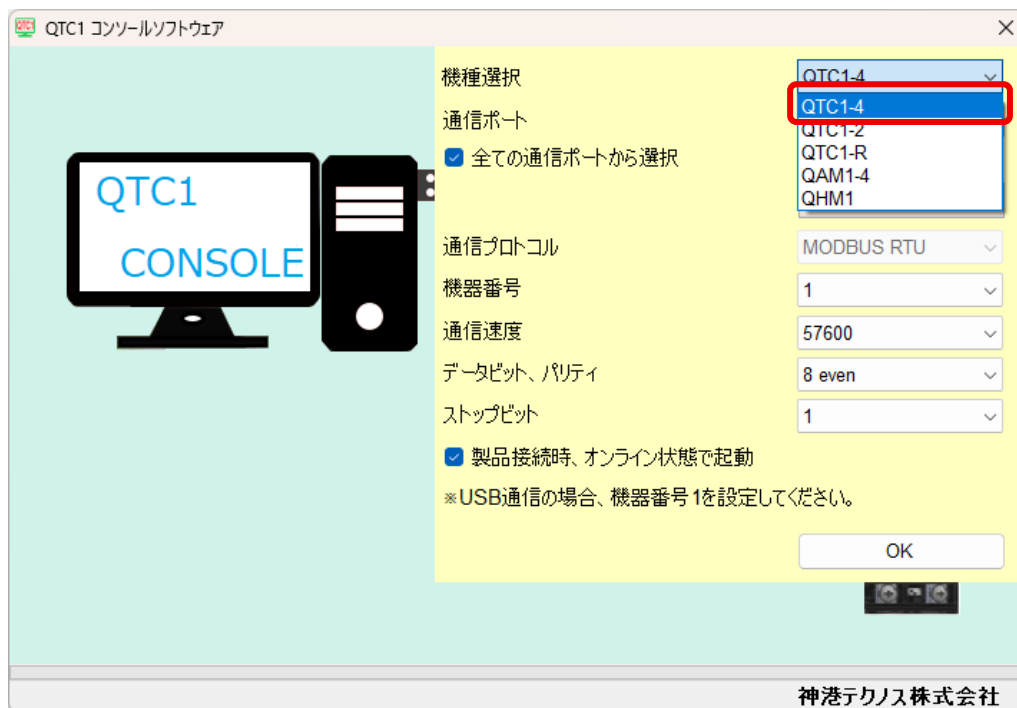 QTC1 コンソールソフトウェア
QTC1
CONSOLE
機種選択 QTC1-4
QTC1-4
QTC1-2
QTC1-R
QAM1-4
QHM1
通信ポート
全ての通信ポートから選択
通信プロトコル MODBUS RTU
機器番号 1
通信速度 57600
データビット、パリティ 8 even
ストップビット 1
製品接続時、オンライン状態で起動
※USB通信の場合、機器番号1を設定してください。
OK
神港テクノス株式会社